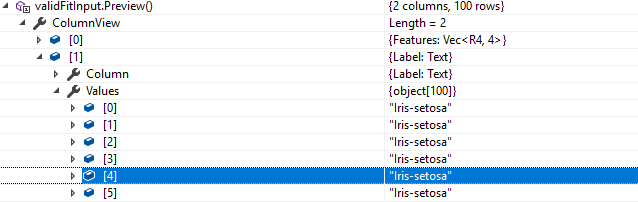 validFitInput.Preview() {2 columns, 100 rows}
ColumnView Length = 2
[0] {Features: Vec<R4, 4>}
[1] {Label: Text}
Column {Label: Text}
Values {object[100]}
[0] "Iris-setosa"
[1] "Iris-setosa"
[2] "Iris-setosa"
[3] "Iris-setosa"
[4] "Iris-setosa"
[5] "Iris-setosa"